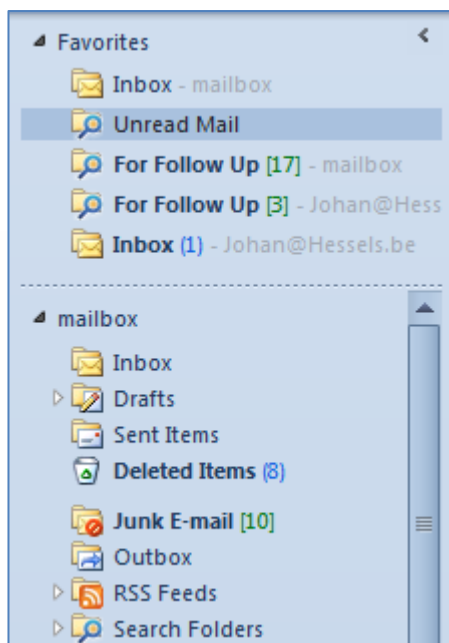 Favorites
Inbox - mailbox
Unread Mail
For Follow Up [17] - mailbox
For Follow Up [3] - Johan@Hess
Inbox (1) - Johan@Hessels.be
mailbox
Inbox
Drafts
Sent Items
Deleted Items (8)
Junk E-mail [10]
Outbox
RSS Feeds
Search Folders